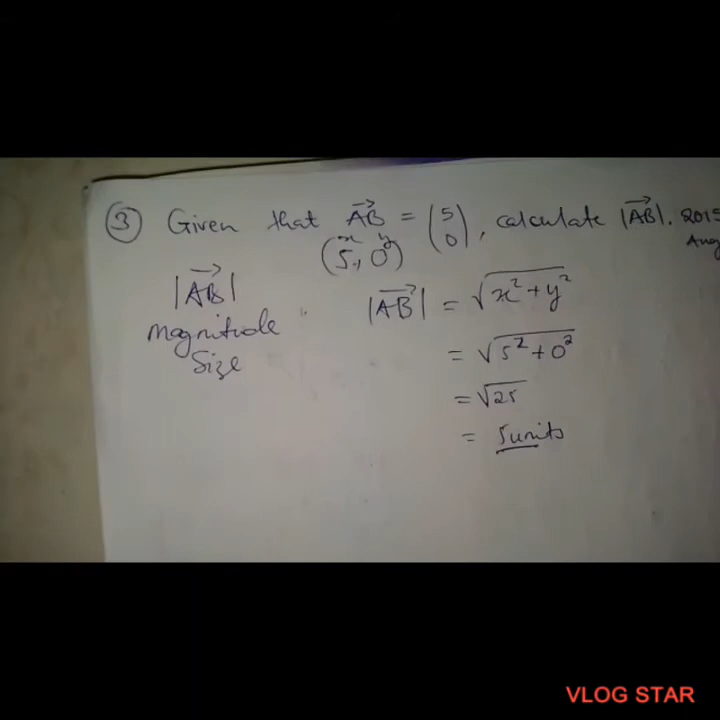 ③ Given that AB⃗ = (5 0), calculate |AB⃗|. 2015
Aug
x y
(5, 0)
|AB⃗|
magnitude
Size
|AB⃗| = √x²+y²
= √5²+0²
= √25
= 5units
VLOG STAR